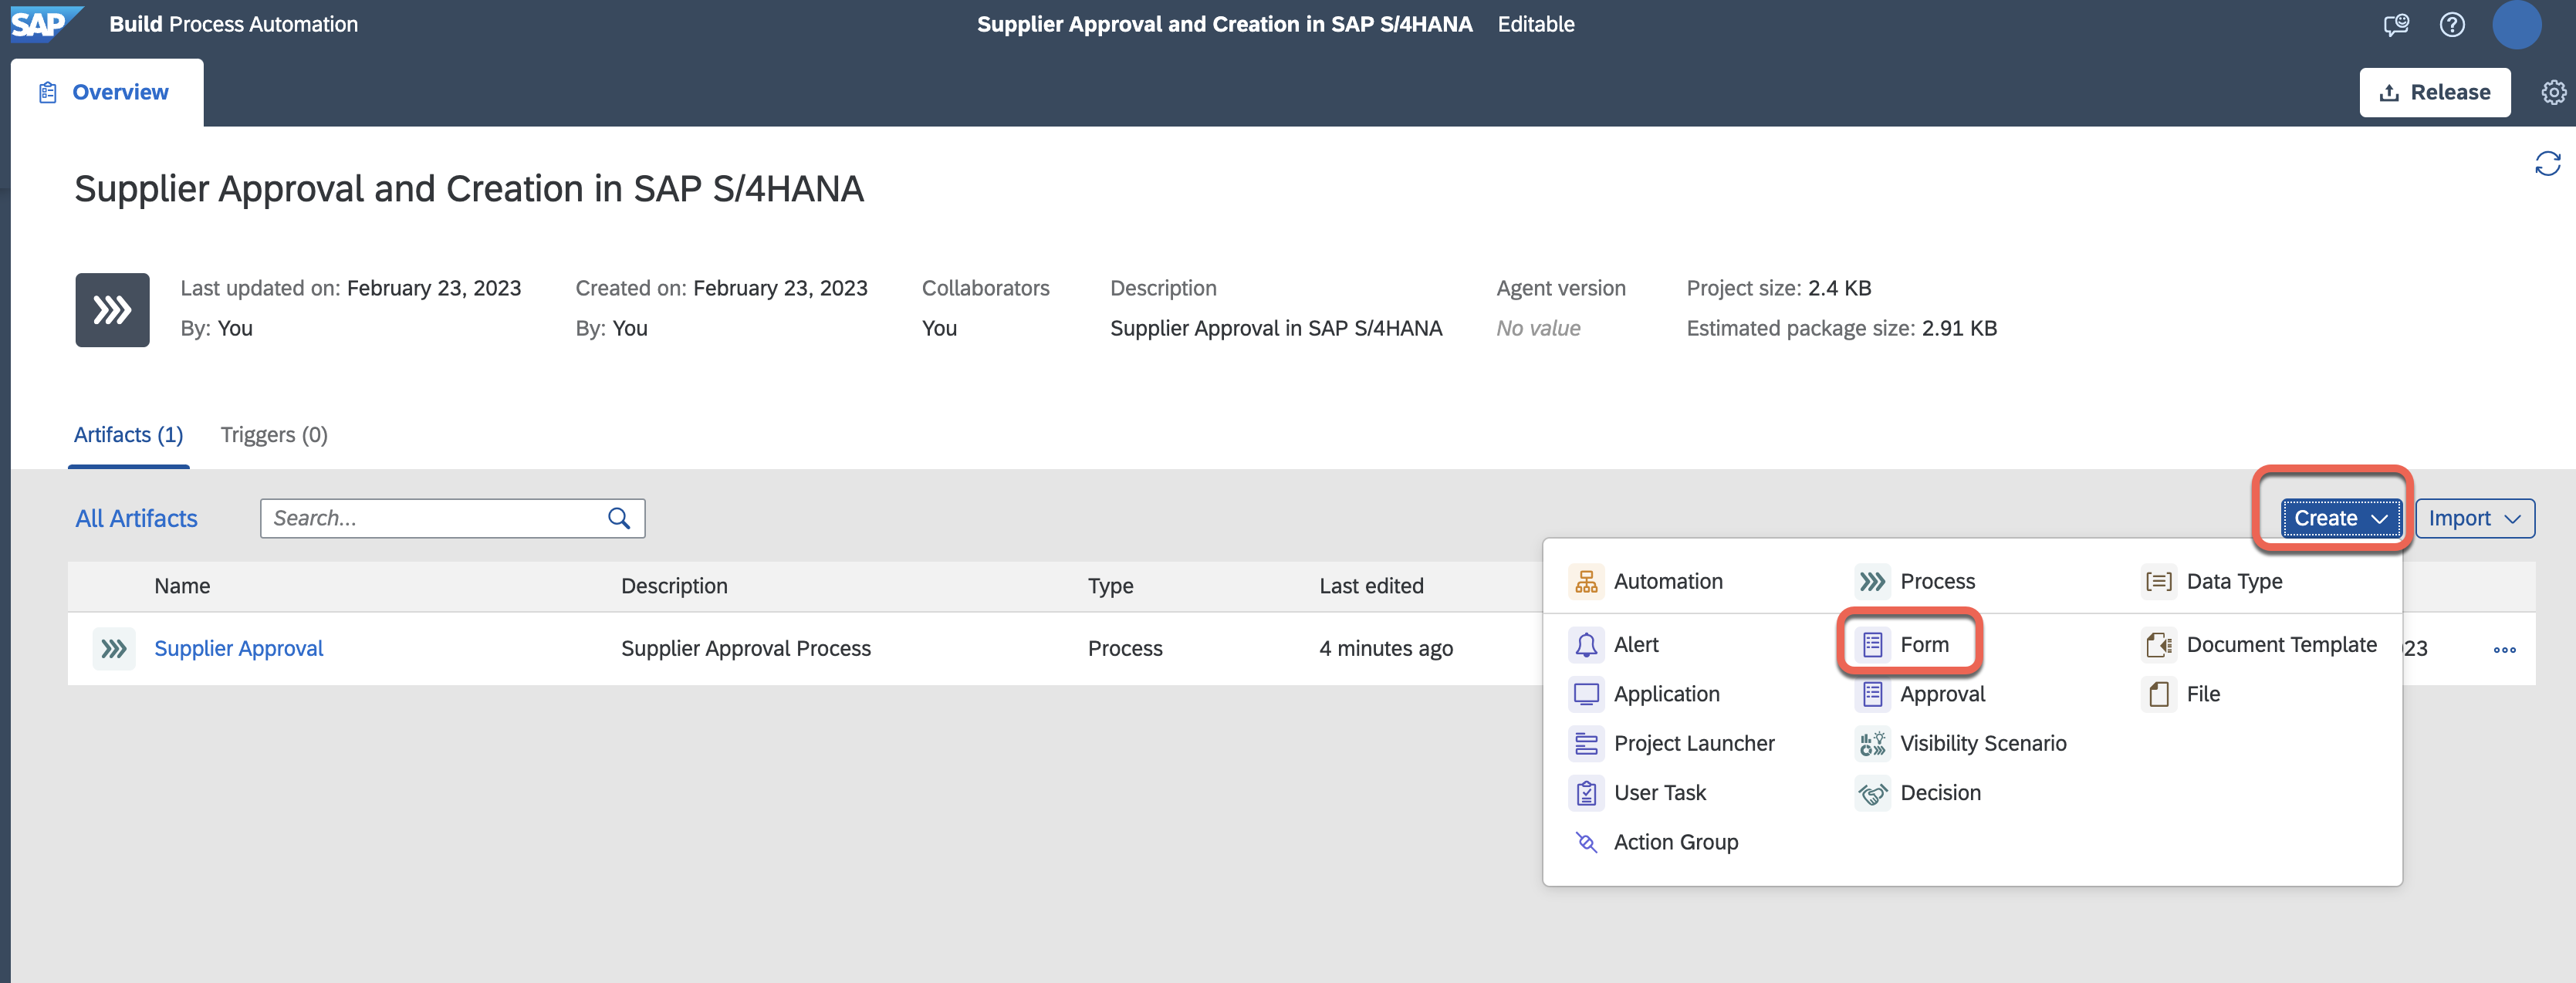 SAP Build Process Automation Supplier Approval and Creation in SAP S/4HANA Editable
Overview Release
Supplier Approval and Creation in SAP S/4HANA
Last updated on: February 23, 2023 Created on: February 23, 2023 Collaborators Description Agent version Project size: 2.4 KB
By: You By: You You Supplier Approval in SAP S/4HANA No value Estimated package size: 2.91 KB
Artifacts (1) Triggers (0)
All Artifacts Search... Create Import
Name Description Type Last edited
Supplier Approval Supplier Approval Process Process 4 minutes ago 23
Automation Process Data Type
Alert Form Document Template
Application Approval File
Project Launcher Visibility Scenario
User Task Decision
Action Group